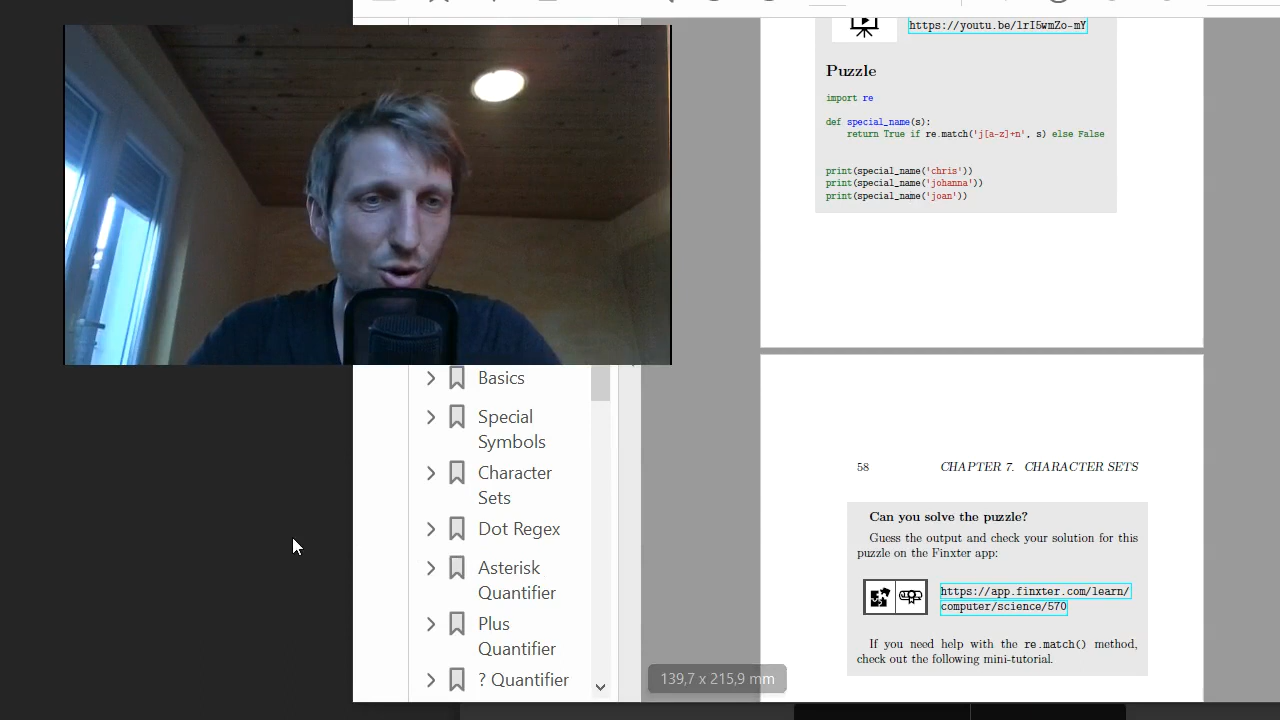 https://youtu.be/lrI5wmZo-mY
Puzzle
import re
def special_name(s):
    return True if re.match('j[a-z]+n', s) else False
print(special_name('chris'))
print(special_name('johanna'))
print(special_name('joan'))
Basics
Special
Symbols
Character
Sets
Dot Regex
Asterisk
Quantifier
Plus
Quantifier
? Quantifier
139,7 x 215,9 mm
58
CHAPTER 7. CHARACTER SETS
Can you solve the puzzle?
Guess the output and check your solution for this
puzzle on the Finxter app:
https://app.finxter.com/learn/
computer/science/570
If you need help with the re.match() method,
check out the following mini-tutorial.